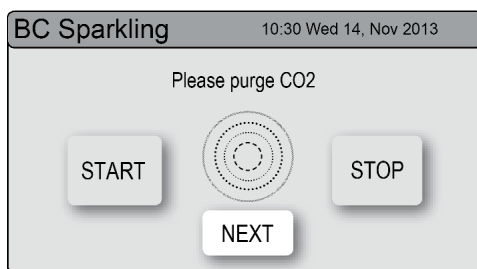 BC Sparkling 10:30 Wed 14, Nov 2013
Please purge CO2
START STOP
NEXT